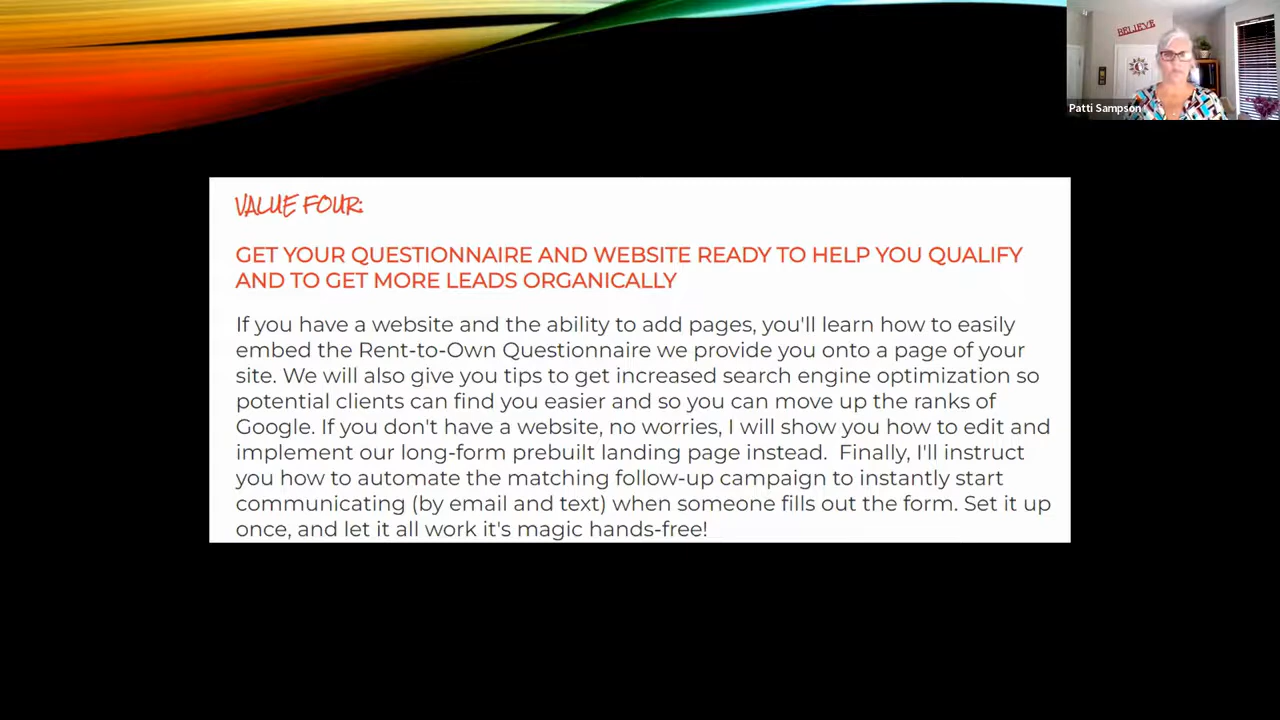 BELIEVE
Patti Sampson
VALUE FOUR:
GET YOUR QUESTIONNAIRE AND WEBSITE READY TO HELP YOU QUALIFY
AND TO GET MORE LEADS ORGANICALLY
If you have a website and the ability to add pages, you'll learn how to easily
embed the Rent-to-Own Questionnaire we provide you onto a page of your
site. We will also give you tips to get increased search engine optimization so
potential clients can find you easier and so you can move up the ranks of
Google. If you don't have a website, no worries, I will show you how to edit and
implement our long-form prebuilt landing page instead.  Finally, I'll instruct
you how to automate the matching follow-up campaign to instantly start
communicating (by email and text) when someone fills out the form. Set it up
once, and let it all work it's magic hands-free!